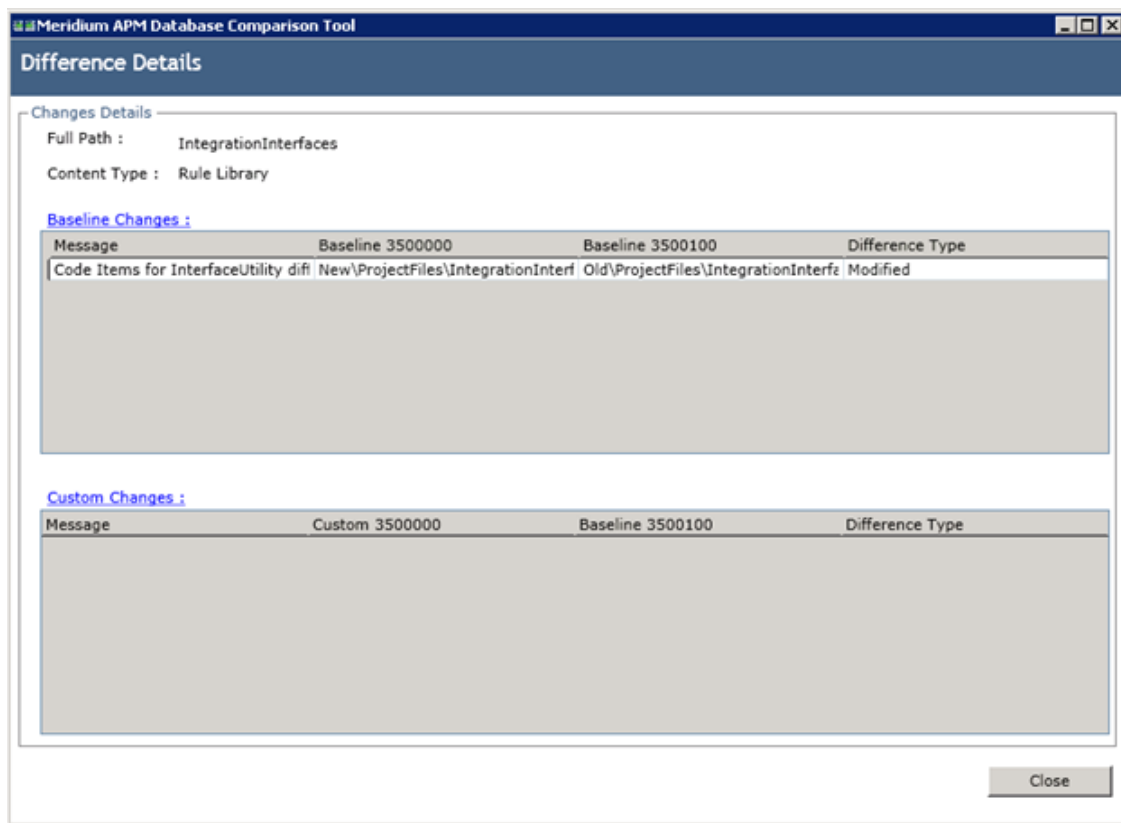 Meridium APM Database Comparison Tool
Difference Details
Changes Details
Full Path : IntegrationInterfaces
Content Type : Rule Library
Baseline Changes :
Message Baseline 3500000 Baseline 3500100 Difference Type
Code Items for InterfaceUtility diff New\ProjectFiles\IntegrationInterf Old\ProjectFiles\IntegrationInterfa Modified
Custom Changes :
Message Custom 3500000 Baseline 3500100 Difference Type
Close